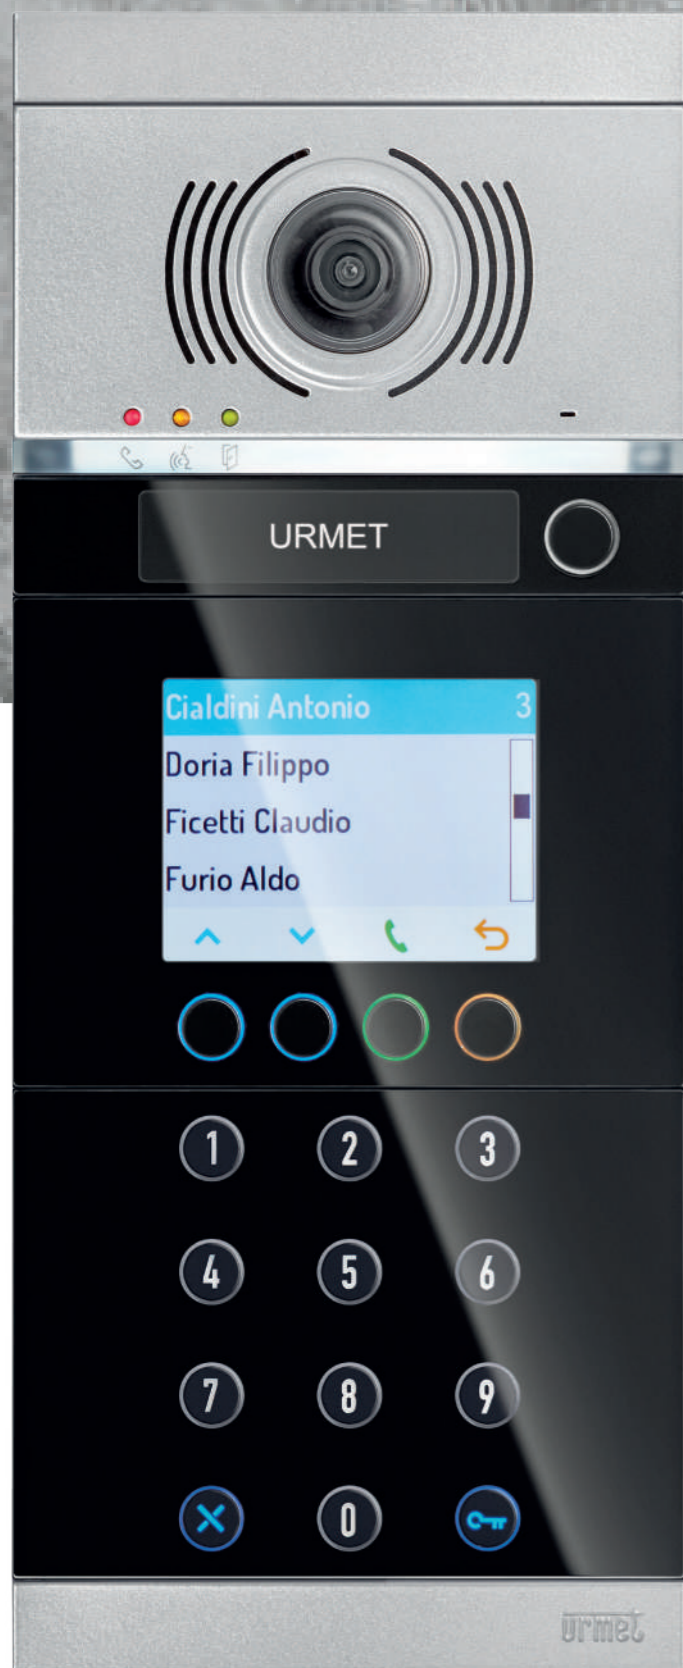 URMET
Cialdini Antonio 3
Doria Filippo
Ficetti Claudio
Furio Aldo
1 2 3
4 5 6
7 8 9
0
urmet